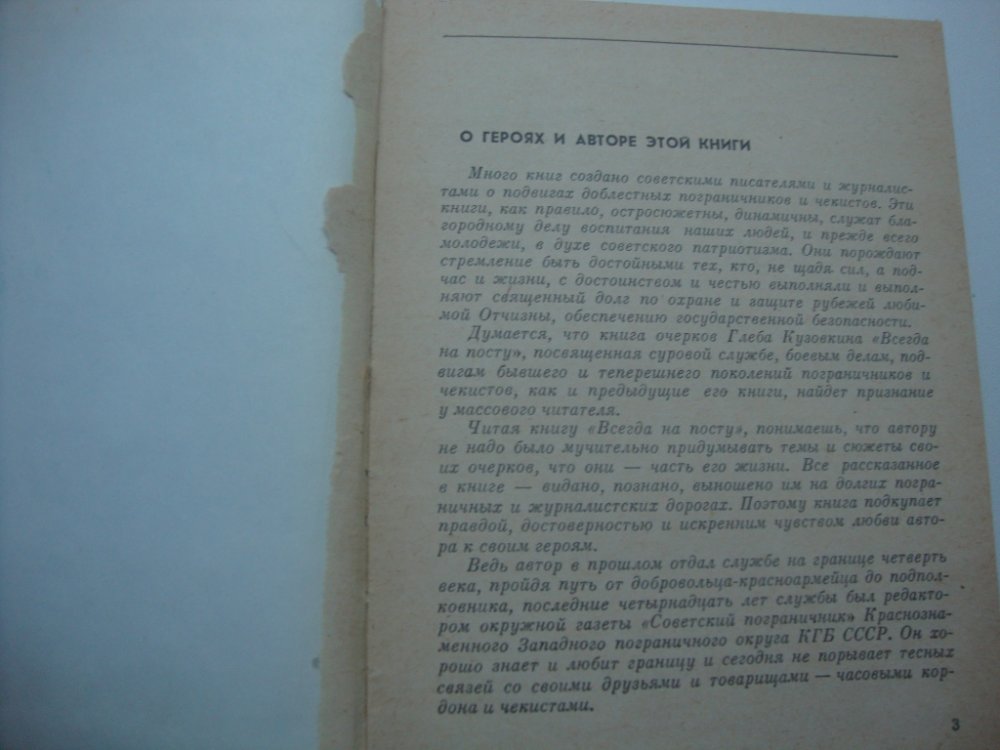 О ГЕРОЯХ И АВТОРЕ ЭТОЙ КНИГИ
Много книг создано советскими писателями и журналис-
тами о подвигах доблестных пограничников и чекистов. Эти
книги, как правило, остросюжетны, динамичны, служат бла-
городному делу воспитания наших людей, и прежде всего
молодежи, в духе советского патриотизма. Они порождают
стремление быть достойными тех, кто, не щадя сил, а под-
час и жизни, с достоинством и честью выполняли и выпол-
няют священный долг по охране и защите рубежей люби-
мой Отчизны, обеспечению государственной безопасности.
Думается, что книга очерков Глеба Кузовкина «Всегда
на посту», посвященная суровой службе, боевым делам, под-
вигам бывшего и теперешнего поколений пограничников и
чекистов, как и предыдущие его книги, найдет признание
у массового читателя.
Читая книгу «Всегда на посту», понимаешь, что автору
не надо было мучительно придумывать темы и сюжеты сво-
их очерков, что они — часть его жизни. Все рассказанное
в книге — видано, познано, выношено им на долгих погра-
ничных и журналистских дорогах. Поэтому книга подкупает
правдой, достоверностью и искренним чувством любви авто-
ра к своим героям.
Ведь автор в прошлом отдал службе на границе четверть
века, пройдя путь от добровольца-красноармейца до подпол-
ковника, последние четырнадцать лет службы был редакто-
ром окружной газеты «Советский пограничник» Краснозна-
менного Западного пограничного округа КГБ СССР. Он хо-
рошо знает и любит границу и сегодня не порывает тесных
связей со своими друзьями и товарищами — часовыми кор-
дона и чекистами.
3